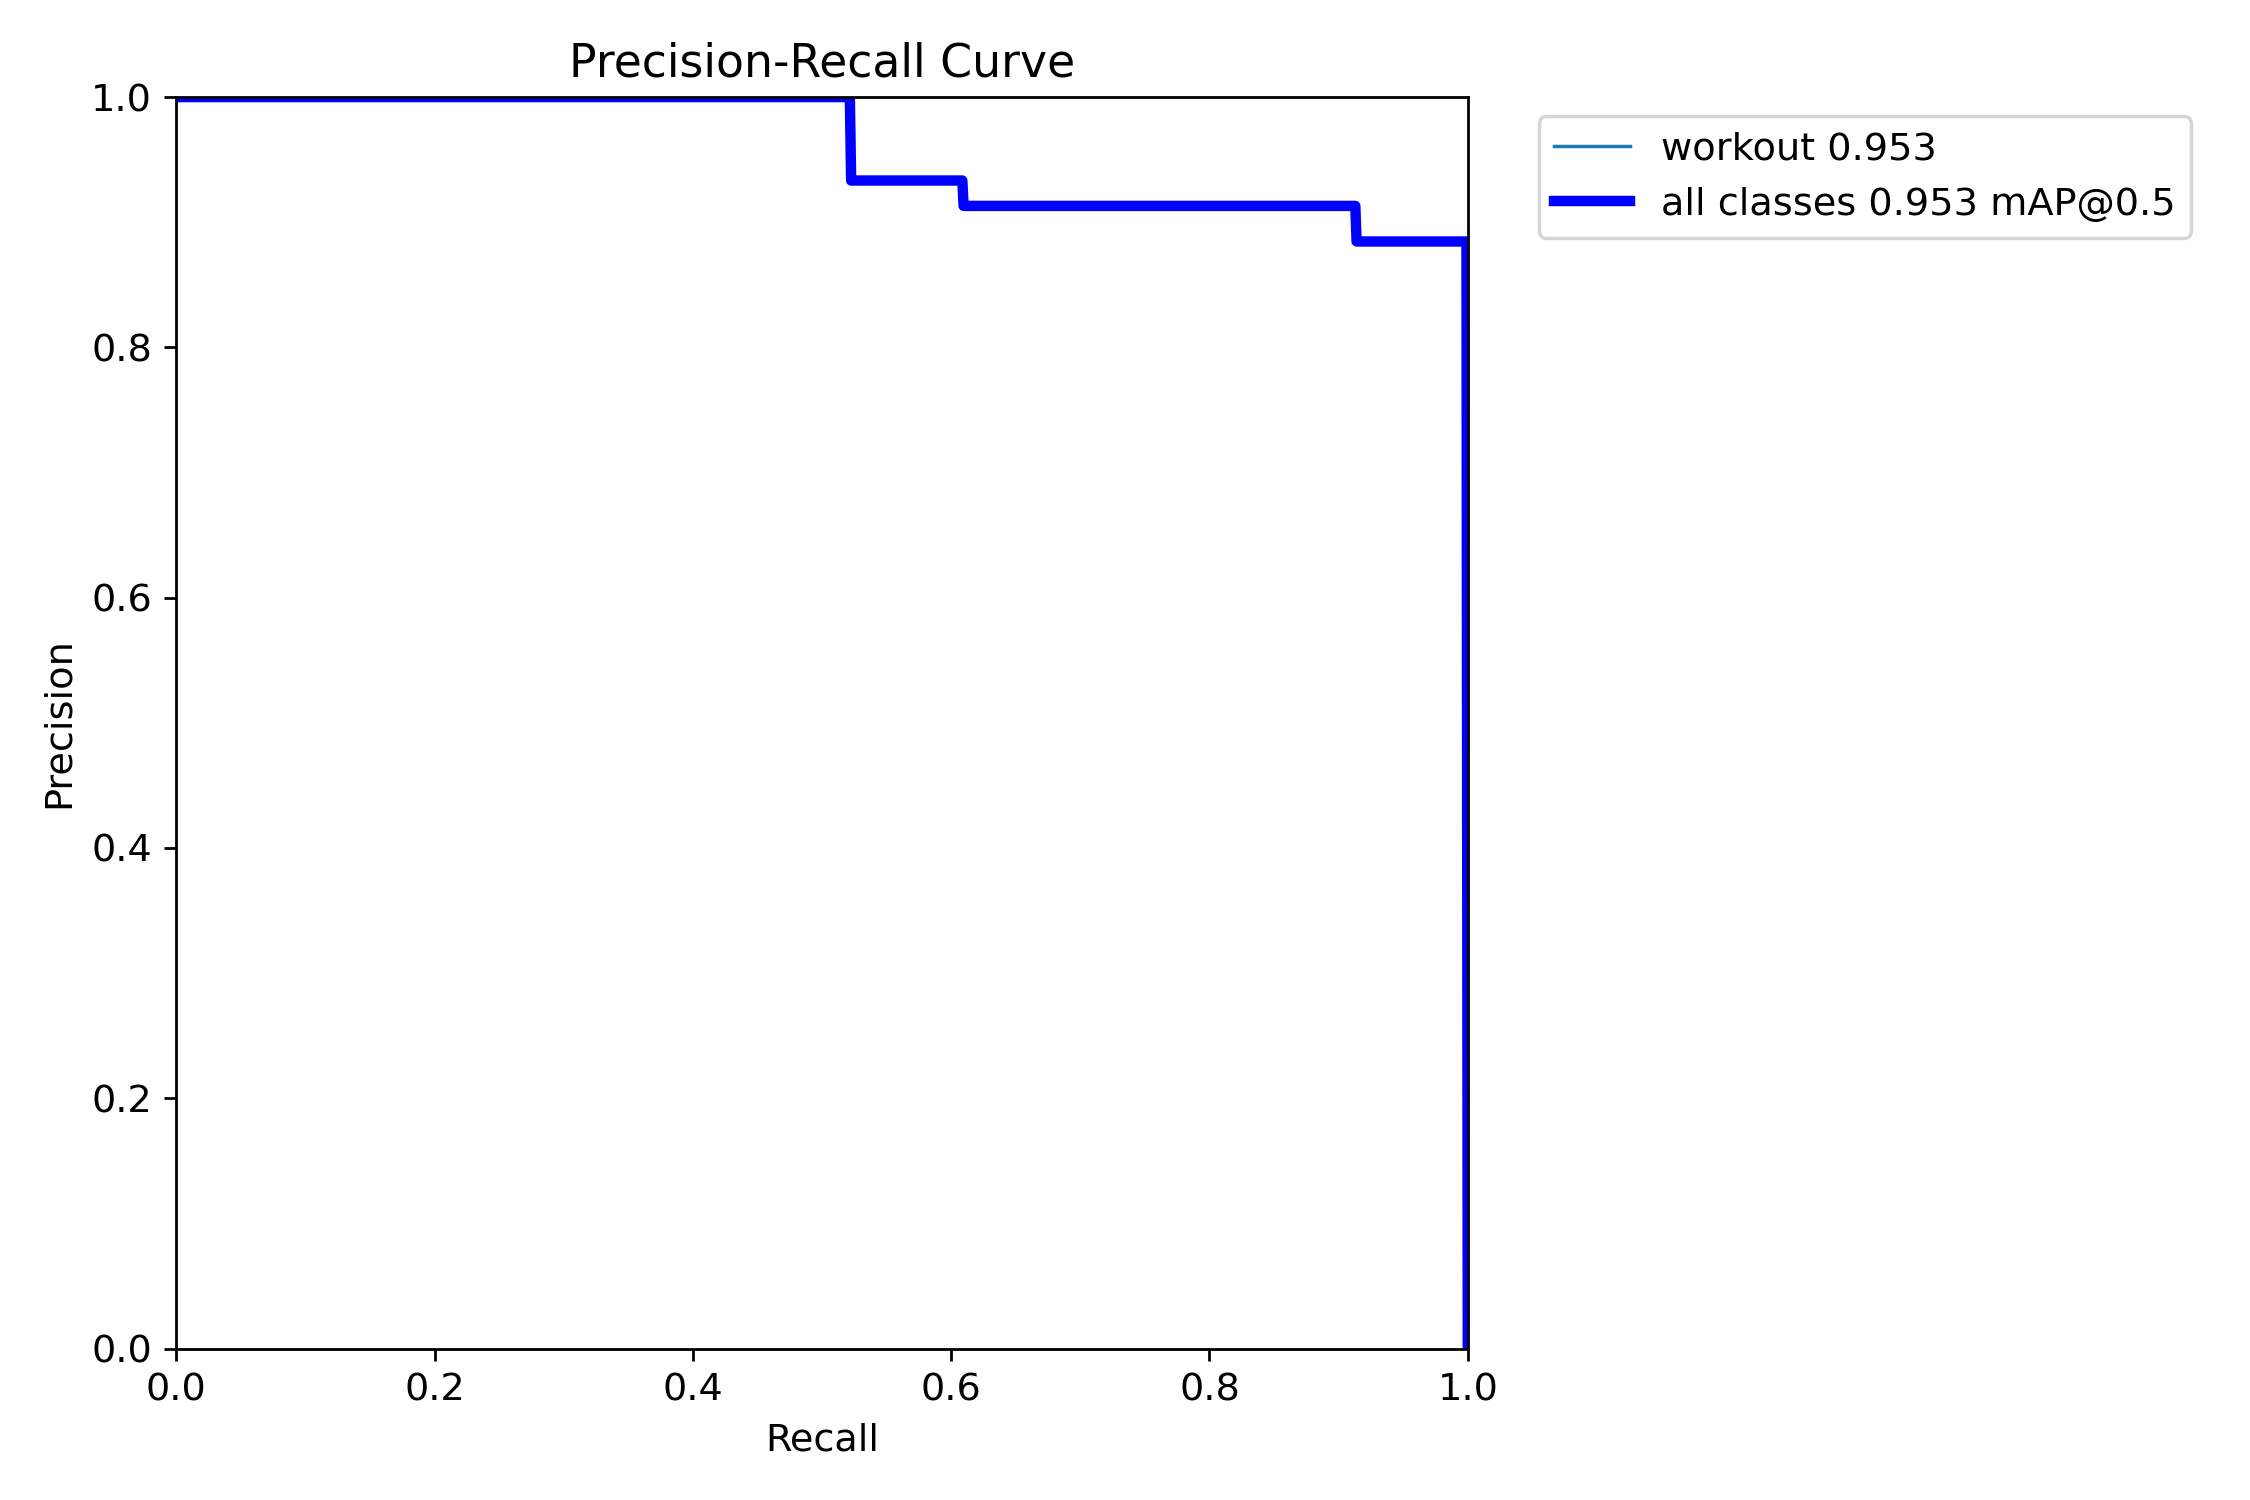 Precision-Recall Curve
1.0
0.8
0.6
0.4
0.2
0.0
Precision
0.0 0.2 0.4 0.6 0.8 1.0
Recall
workout 0.953
all classes 0.953 mAP@0.5